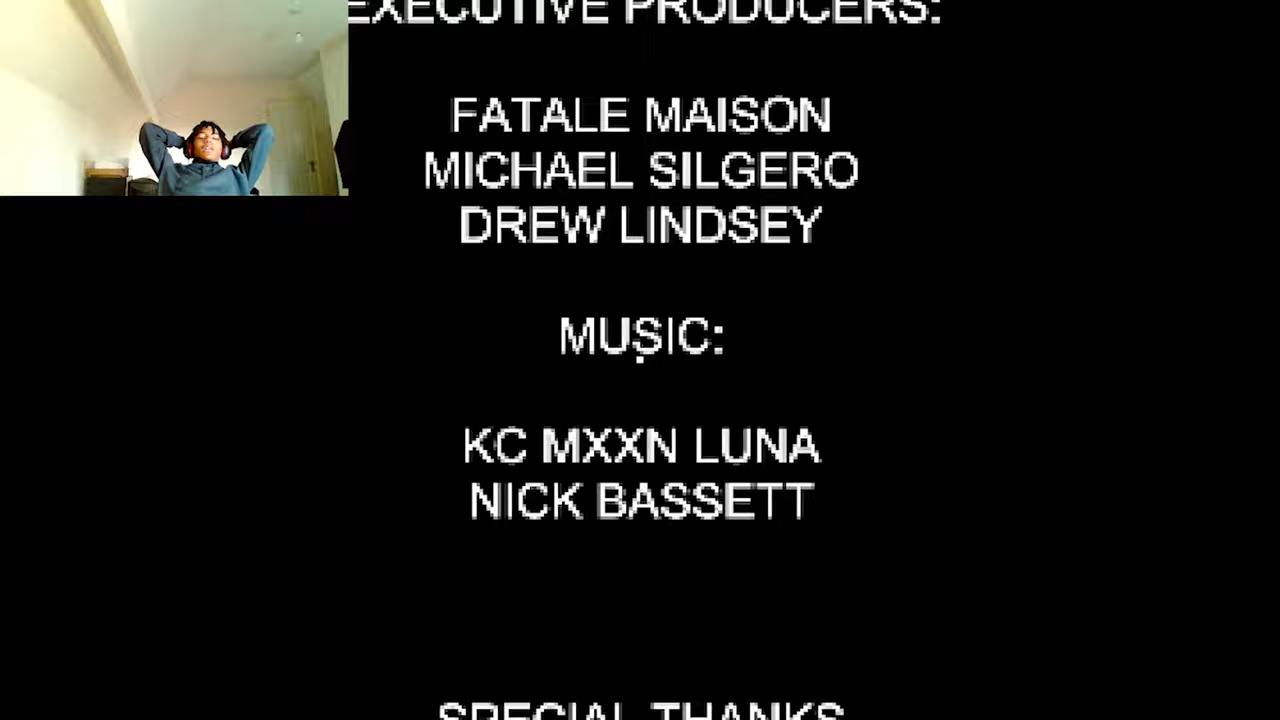 EXECUTIVE PRODUCERS:
FATALE MAISON
MICHAEL SILGERO
DREW LINDSEY
MUSIC:
KC MXXN LUNA
NICK BASSETT
SPECIAL THANKS